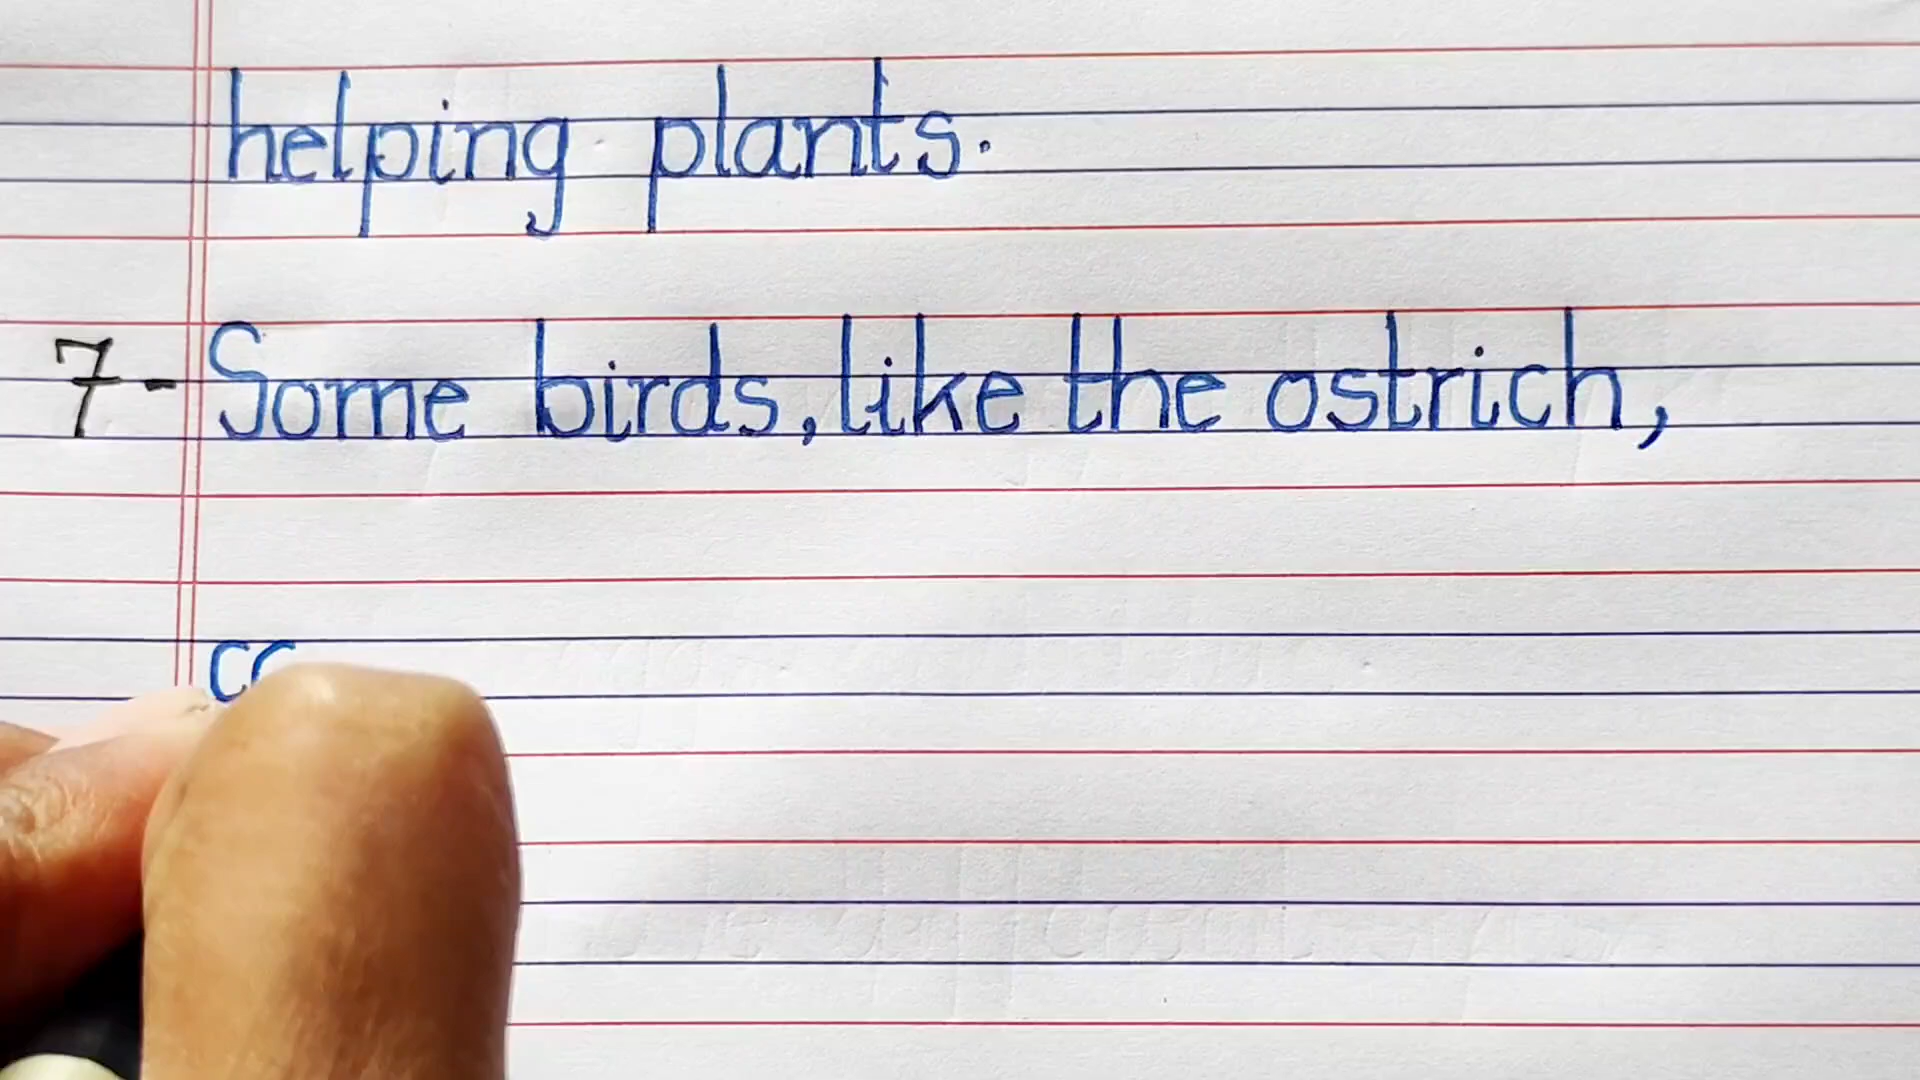 helping plants.
7- Some birds, like the ostrich,